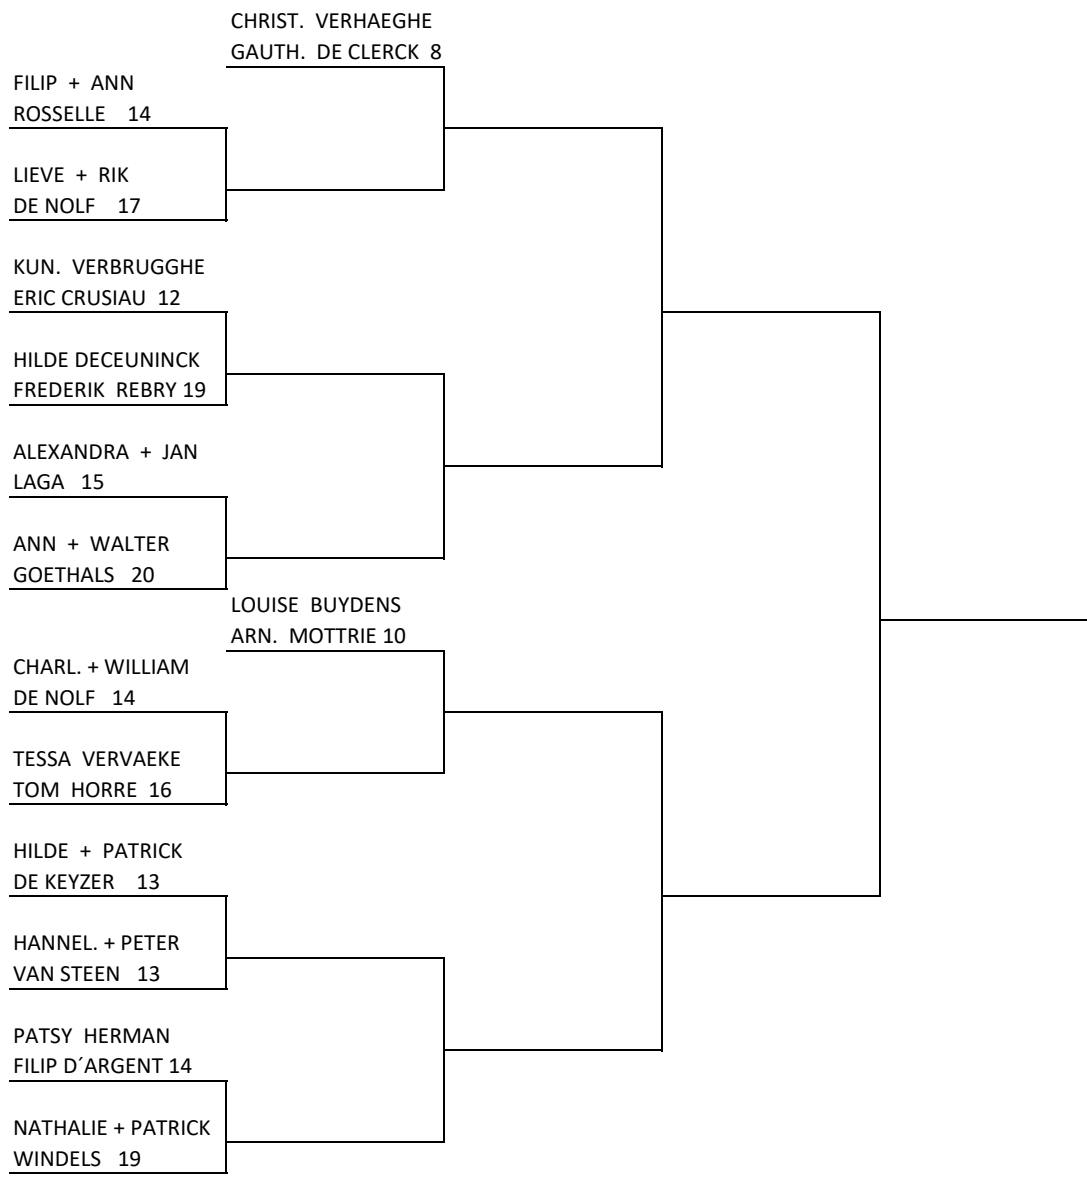 CHRIST. VERHAEGHE
GAUTH. DE CLERCK 8
FILIP + ANN
ROSSELLE 14
LIEVE + RIK
DE NOLF 17
KUN. VERBRUGGHE
ERIC CRUSIAU 12
HILDE DECEUNINCK
FREDERIK REBRY 19
ALEXANDRA + JAN
LAGA 15
ANN + WALTER
GOETHALS 20
LOUISE BUYDENS
ARN. MOTTRIE 10
CHARL. + WILLIAM
DE NOLF 14
TESSA VERVAEKE
TOM HORRE 16
HILDE + PATRICK
DE KEYZER 13
HANNEL. + PETER
VAN STEEN 13
PATSY HERMAN
FILIP D´ARGENT 14
NATHALIE + PATRICK
WINDELS 19